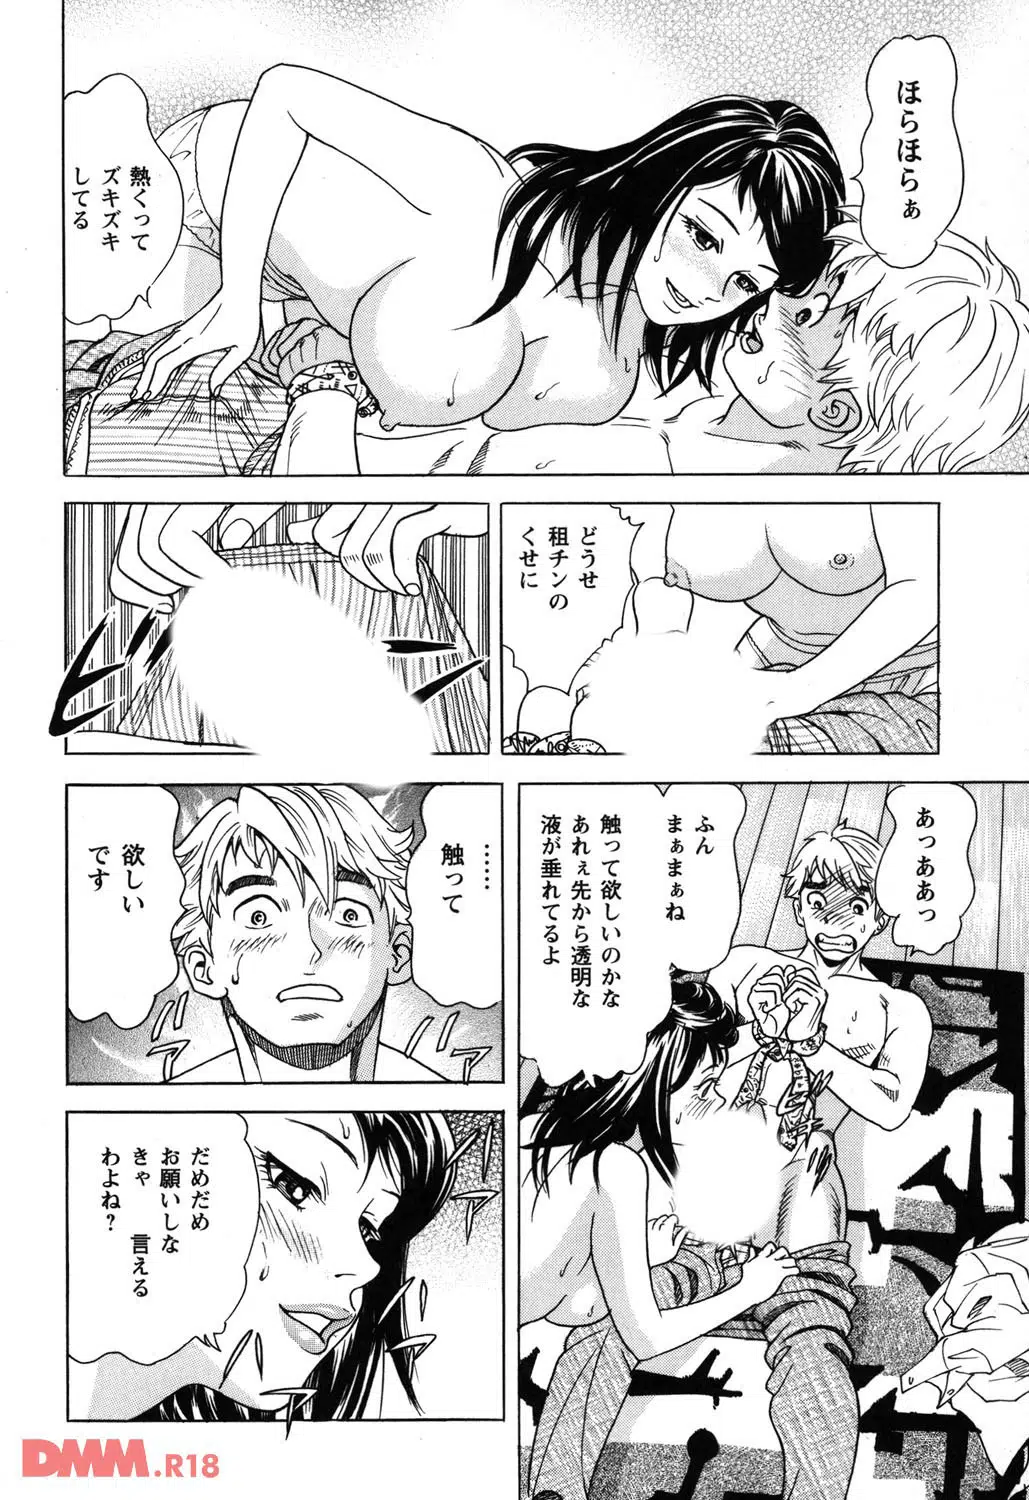 ほらほらぁ
熱くって
ズキズキ
してる
どうせ
租チンの
くせに
ビーン
あっああっ
ふん
まぁまぁね
触って欲しいのかな
あれぇ先から透明な
液が垂れてるよ
……
触って
欲しい
です
だめだめ
お願いしな
きゃ 言える
わよね?
DMM.R18